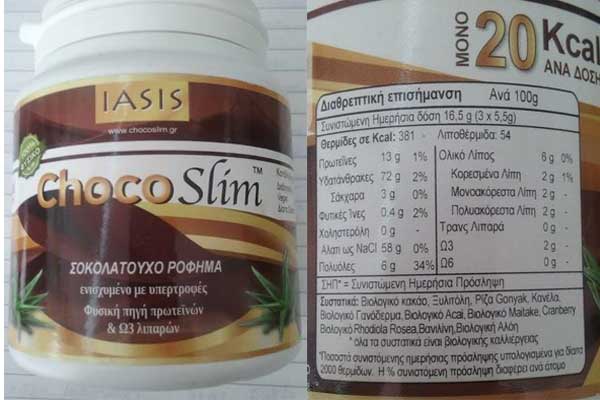 IASIS
www.chocoslim.gr
ChocoSlim™
ΣΟΚΟΛΑΤΟΥΧΟ ΡΟΦΗΜΑ
ενισχυμένο με υπερτροφές
Φυσική πηγή πρωτεϊνών
& Ω3 λιπαρών
ΜΟΝΟ 20 Kcal
ΑΝΑ ΔΟΣΗ
Διαθρεπτική επισήμανση Ανά 100g
Συνιστώμενη Ημερήσια δόση 16,5 g (3 x 5,5g)
Θερμίδες σε Kcal: 381 - Λιποθερμίδα: 54
Πρωτεΐνες 13 g 1% Ολικό Λίπος 6 g 0%
Υδατάνθρακες 72 g 2% Κορεσμένα Λίπη 2 g 1%
Σάκχαρα 3 g 0% Μονοακόρεστα Λίπη 2 g -
Φυτικές Ίνες 0.4 g 2% Πολυακόρεστα Λίπη 2 g -
Χοληστερόλη 0 g - Τρανς Λιπαρά 0 g -
Αλάτι ως NaCl 58 g 0% Ω3 2 g -
Πολυόλες 6 g 34% Ω6 0 g -
ΣΗΠ* = Συνιστώμενη Ημερήσια Πρόσληψη
Συστατικά: Βιολογικό κακάο, Ξυλιτόλη, Ρίζα Gonyak, Κανέλα,
Βιολογικό Γανόδερμα, Βιολογικό Acai, Βιολογικό Maitake, Cranberry
Βιολογικό Rhodiola Rosea, Βανιλίνη, Βιολογική Αλόη
* όλα τα συστατικά είναι βιολογικής καλλιέργειας
*Ποσοστά συνιστώμενης ημερήσιας πρόσληψης υπολογισμένα για δίαιτα
2000 θερμίδων. Η % συνιστώμενη πρόσληψη διαφέρει ανά άτομο